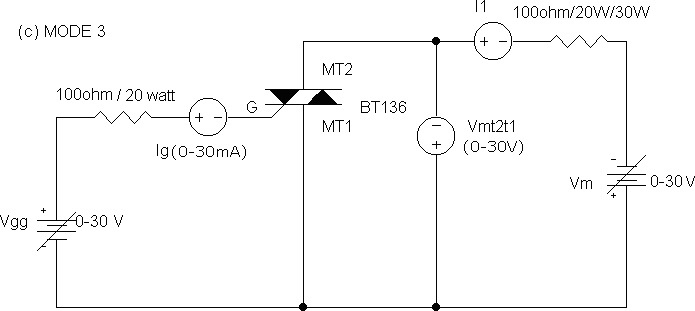 I1
100ohm/20W/30W
(c) MODE 3
+ -
MT2
100ohm / 20 watt
G
BT136
+ -
MT1
-
Vmt2t1
+
Ig(0-30mA)
(0-30V)
-
Vm
0-30V
+
+
Vgg
0-30 V
-